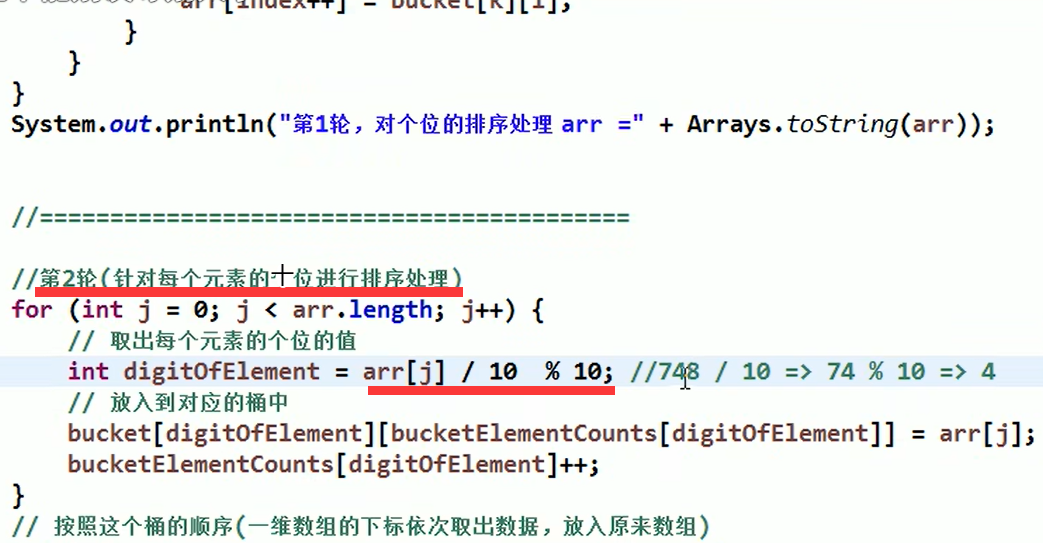 arr[index++] = bucket[k][l];
}
}
}
System.out.println("第1轮，对个位的排序处理 arr =" + Arrays.toString(arr));
//==========================================
//第2轮(针对每个元素的十位进行排序处理)
for (int j = 0; j < arr.length; j++) {
// 取出每个元素的个位的值
int digitOfElement = arr[j] / 10  % 10; //748 / 10 => 74 % 10 => 4
// 放入到对应的桶中
bucket[digitOfElement][bucketElementCounts[digitOfElement]] = arr[j];
bucketElementCounts[digitOfElement]++;
}
// 按照这个桶的顺序(一维数组的下标依次取出数据，放入原来数组)